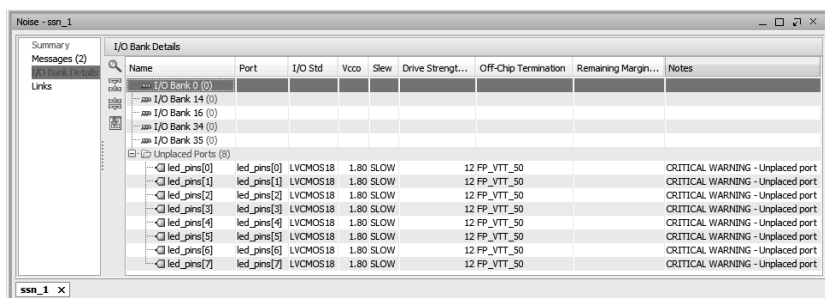 Noise - ssn_1
Summary
Messages (2)
I/O Bank Details
Links
I/O Bank Details
Name Port I/O Std Vcco Slew Drive Strengt... Off-Chip Termination Remaining Margin... Notes
I/O Bank 0 (0)
I/O Bank 14 (0)
I/O Bank 16 (0)
I/O Bank 34 (0)
I/O Bank 35 (0)
Unplaced Ports (8)
led_pins[0] led_pins[0] LVCMOS18 1.80 SLOW 12 FP_VTT_50 CRITICAL WARNING - Unplaced port
led_pins[1] led_pins[1] LVCMOS18 1.80 SLOW 12 FP_VTT_50 CRITICAL WARNING - Unplaced port
led_pins[2] led_pins[2] LVCMOS18 1.80 SLOW 12 FP_VTT_50 CRITICAL WARNING - Unplaced port
led_pins[3] led_pins[3] LVCMOS18 1.80 SLOW 12 FP_VTT_50 CRITICAL WARNING - Unplaced port
led_pins[4] led_pins[4] LVCMOS18 1.80 SLOW 12 FP_VTT_50 CRITICAL WARNING - Unplaced port
led_pins[5] led_pins[5] LVCMOS18 1.80 SLOW 12 FP_VTT_50 CRITICAL WARNING - Unplaced port
led_pins[6] led_pins[6] LVCMOS18 1.80 SLOW 12 FP_VTT_50 CRITICAL WARNING - Unplaced port
led_pins[7] led_pins[7] LVCMOS18 1.80 SLOW 12 FP_VTT_50 CRITICAL WARNING - Unplaced port
ssn_1